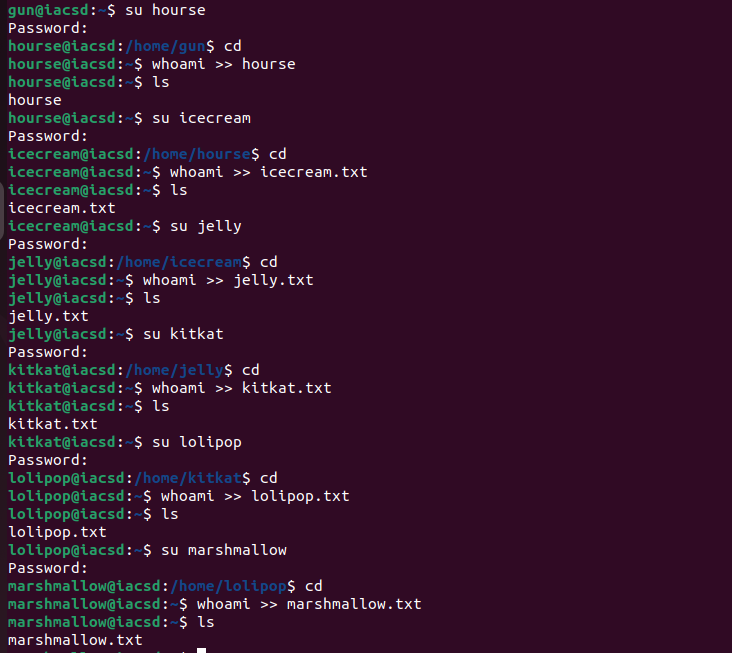 gun@iacsd:~$ su hourse
Password:
hourse@iacsd:/home/gun$ cd
hourse@iacsd:~$ whoami >> hourse
hourse@iacsd:~$ ls
hourse
hourse@iacsd:~$ su icecream
Password:
icecream@iacsd:/home/hourse$ cd
icecream@iacsd:~$ whoami >> icecream.txt
icecream@iacsd:~$ ls
icecream.txt
icecream@iacsd:~$ su jelly
Password:
jelly@iacsd:/home/icecream$ cd
jelly@iacsd:~$ whoami >> jelly.txt
jelly@iacsd:~$ ls
jelly.txt
jelly@iacsd:~$ su kitkat
Password:
kitkat@iacsd:/home/jelly$ cd
kitkat@iacsd:~$ whoami >> kitkat.txt
kitkat@iacsd:~$ ls
kitkat.txt
kitkat@iacsd:~$ su lolipop
Password:
lolipop@iacsd:/home/kitkat$ cd
lolipop@iacsd:~$ whoami >> lolipop.txt
lolipop@iacsd:~$ ls
lolipop.txt
lolipop@iacsd:~$ su marshmallow
Password:
marshmallow@iacsd:/home/lolipop$ cd
marshmallow@iacsd:~$ whoami >> marshmallow.txt
marshmallow@iacsd:~$ ls
marshmallow.txt